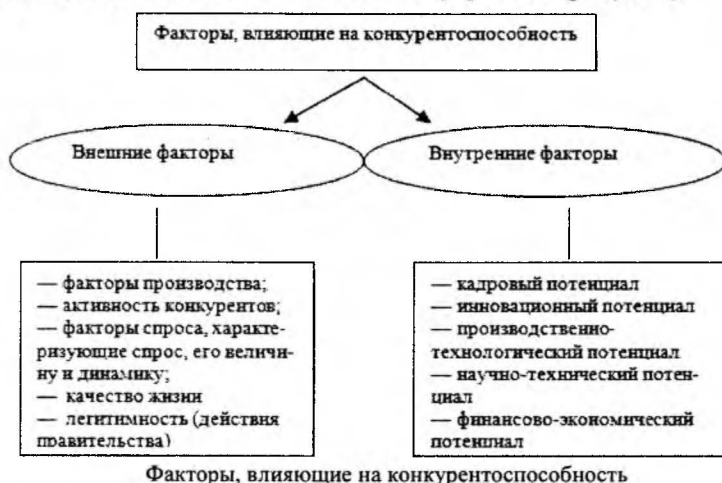 Факторы, влияющие на конкурентоспособность
Внешние факторы
Внутренние факторы
— факторы производства;
— активность конкурентов;
— факторы спроса, характе-
ризующие спрос, его величи-
ну и динамику;
— качество жизни
— легитимность (действия
правительства)
— кадровый потенциал
— инновационный потенциал
— производственно-
технологический потенциал
— научно-технический потен-
циал
— финансово-экономический
потенциал
Факторы, влияющие на конкурентоспособность